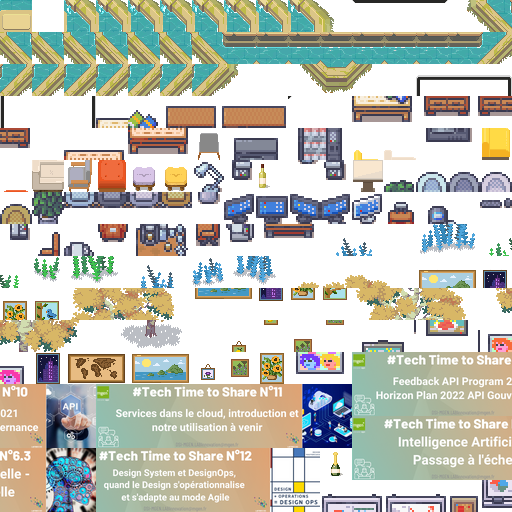 #Tech Time to Share
Feedback API Program 2
Horizon Plan 2022 API Gouv
N°10
2021
ernance
API
#Tech Time to Share N°11
Services dans le cloud, introduction et
notre utilisation à venir
#Tech Time to Share
Intelligence Artifici
Passage à l'éche
N°6.3
elle -
lle
#Tech Time to Share N°12
Design System et DesignOps,
quand le Design s'opérationnalise
et s'adapte au mode Agile
DESIGN
+ OPERATIONS
= DESIGN OPS